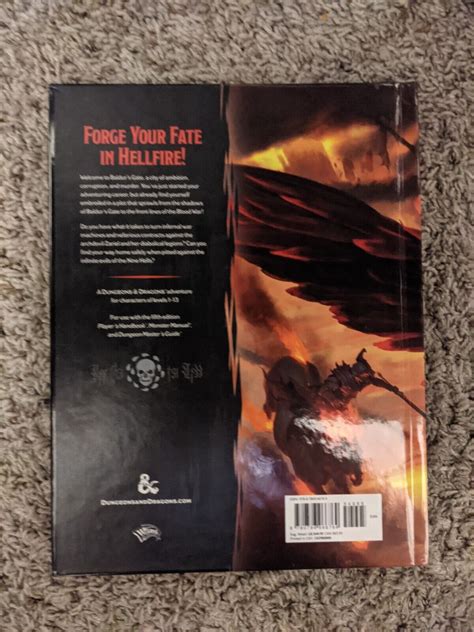 FORGE YOUR FATE
IN HELLFIRE!
Welcome to Baldur's Gate, a city of ambition,
corruption, and murder. You've just started your
adventuring career, but already find yourself
embroiled in a plot that sprawls from the shadows
of Baldur's Gate to the front lines of the Blood War!
Do you have what it takes to turn infernal war
machines and nefarious contracts against the
archdevil Zariel and her diabolical legions? Can you
find your way home safely when pitted against the
infinite evils of the Nine Hells?
A DUNGEONS & DRAGONS adventure
for characters of levels 1–13
For use with the fifth edition
Player's Handbook, Monster Manual,
and Dungeon Master's Guide
&
DUNGEONSANDDRAGONS.COM